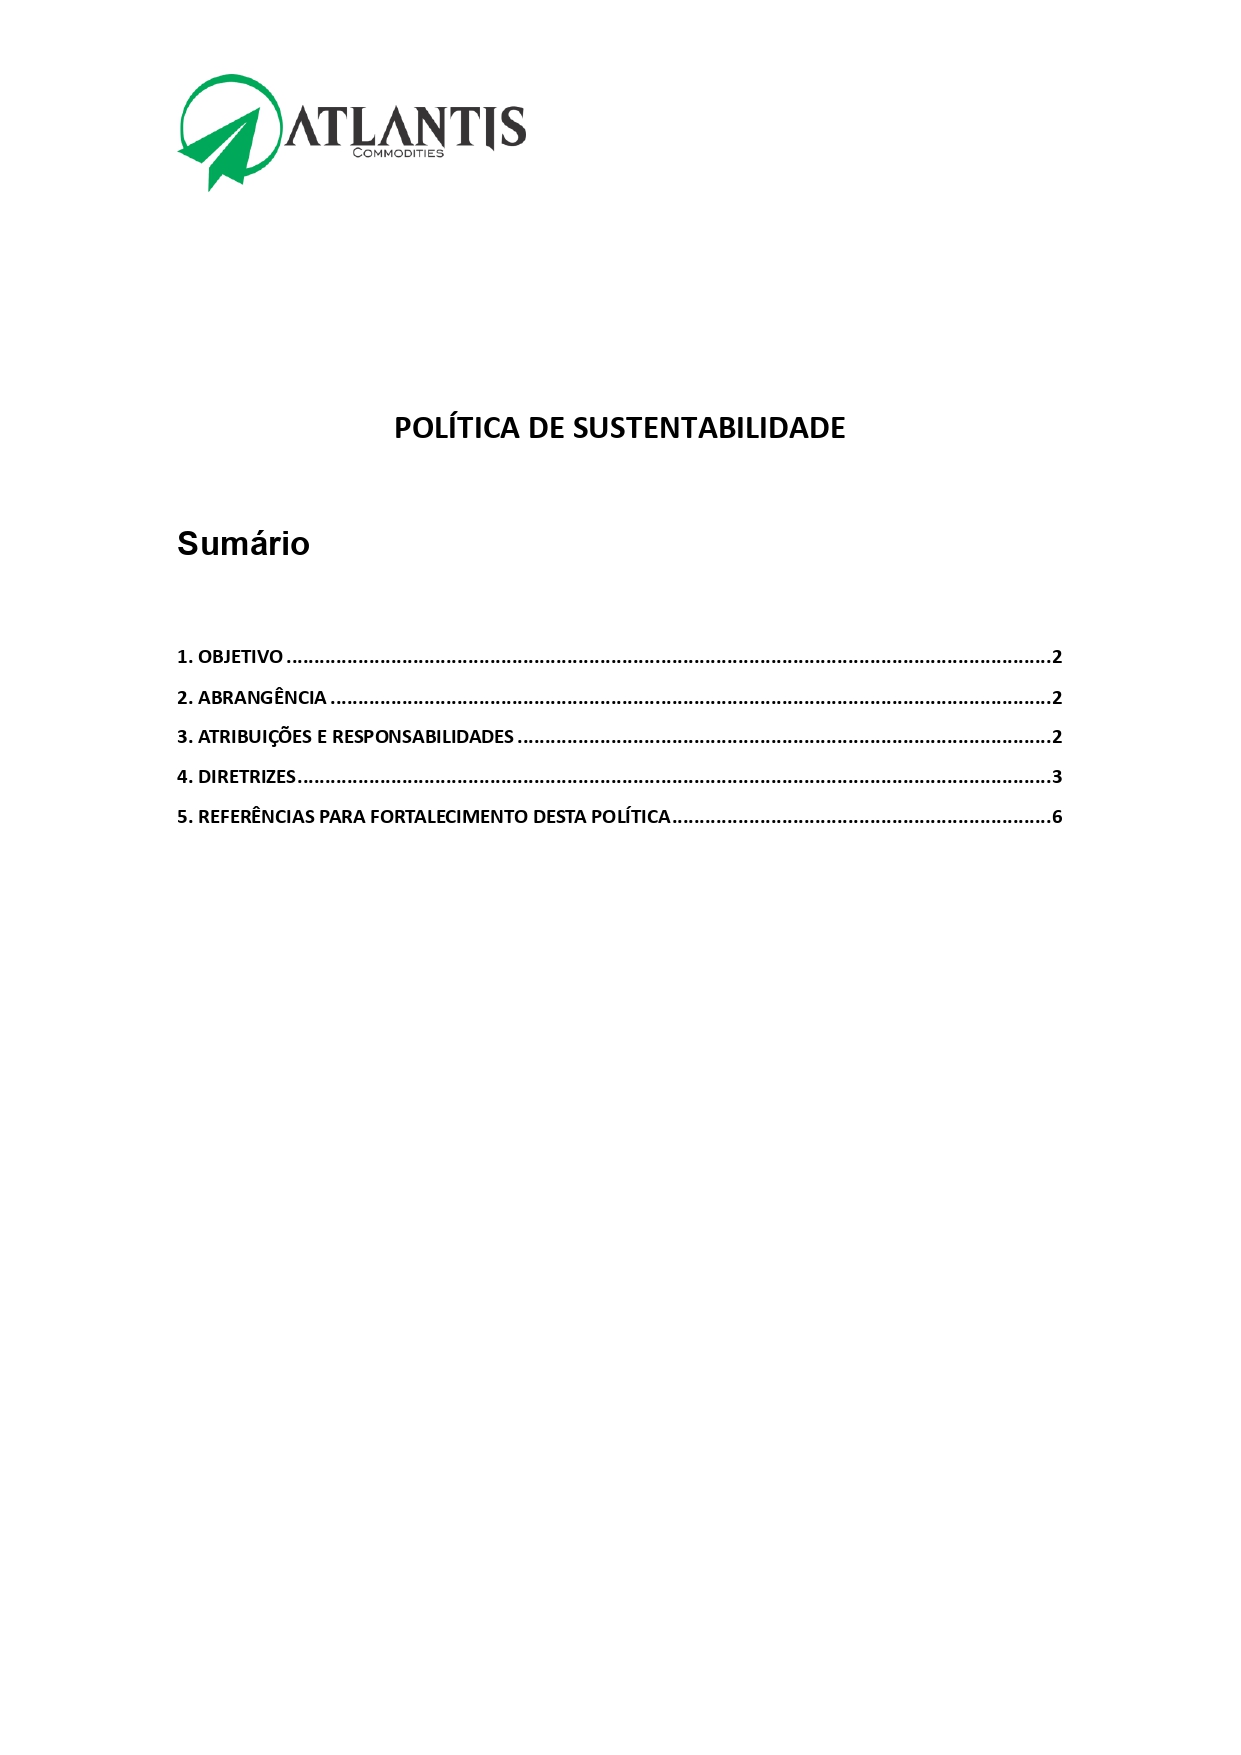 ATLANTIS
COMMODITIES
POLÍTICA DE SUSTENTABILIDADE
Sumário
1. OBJETIVO ........................................................................................................................................... 2
2. ABRANGÊNCIA ................................................................................................................................... 2
3. ATRIBUIÇÕES E RESPONSABILIDADES ................................................................................................. 2
4. DIRETRIZES ......................................................................................................................................... 3
5. REFERÊNCIAS PARA FORTALECIMENTO DESTA POLÍTICA ..................................................................... 6